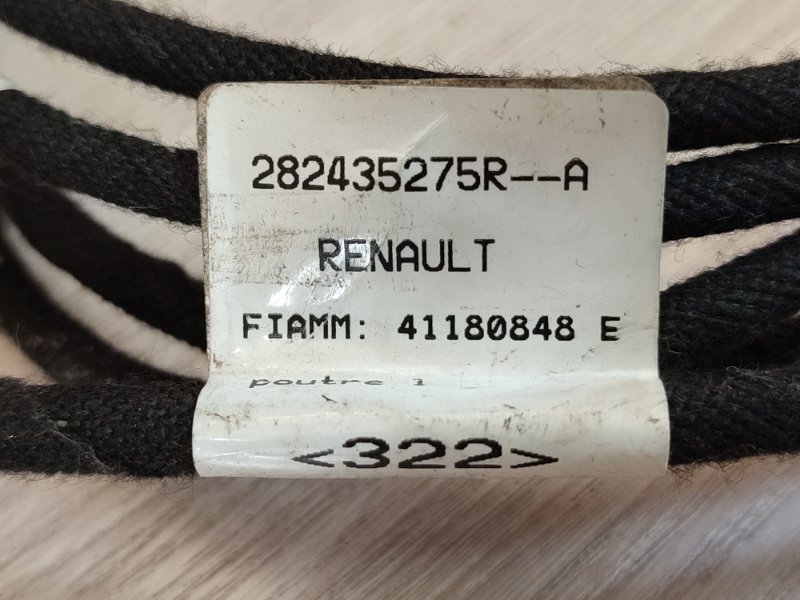 282435275R--A
RENAULT
FIAMM: 41180848 E
poutre 1
<322>